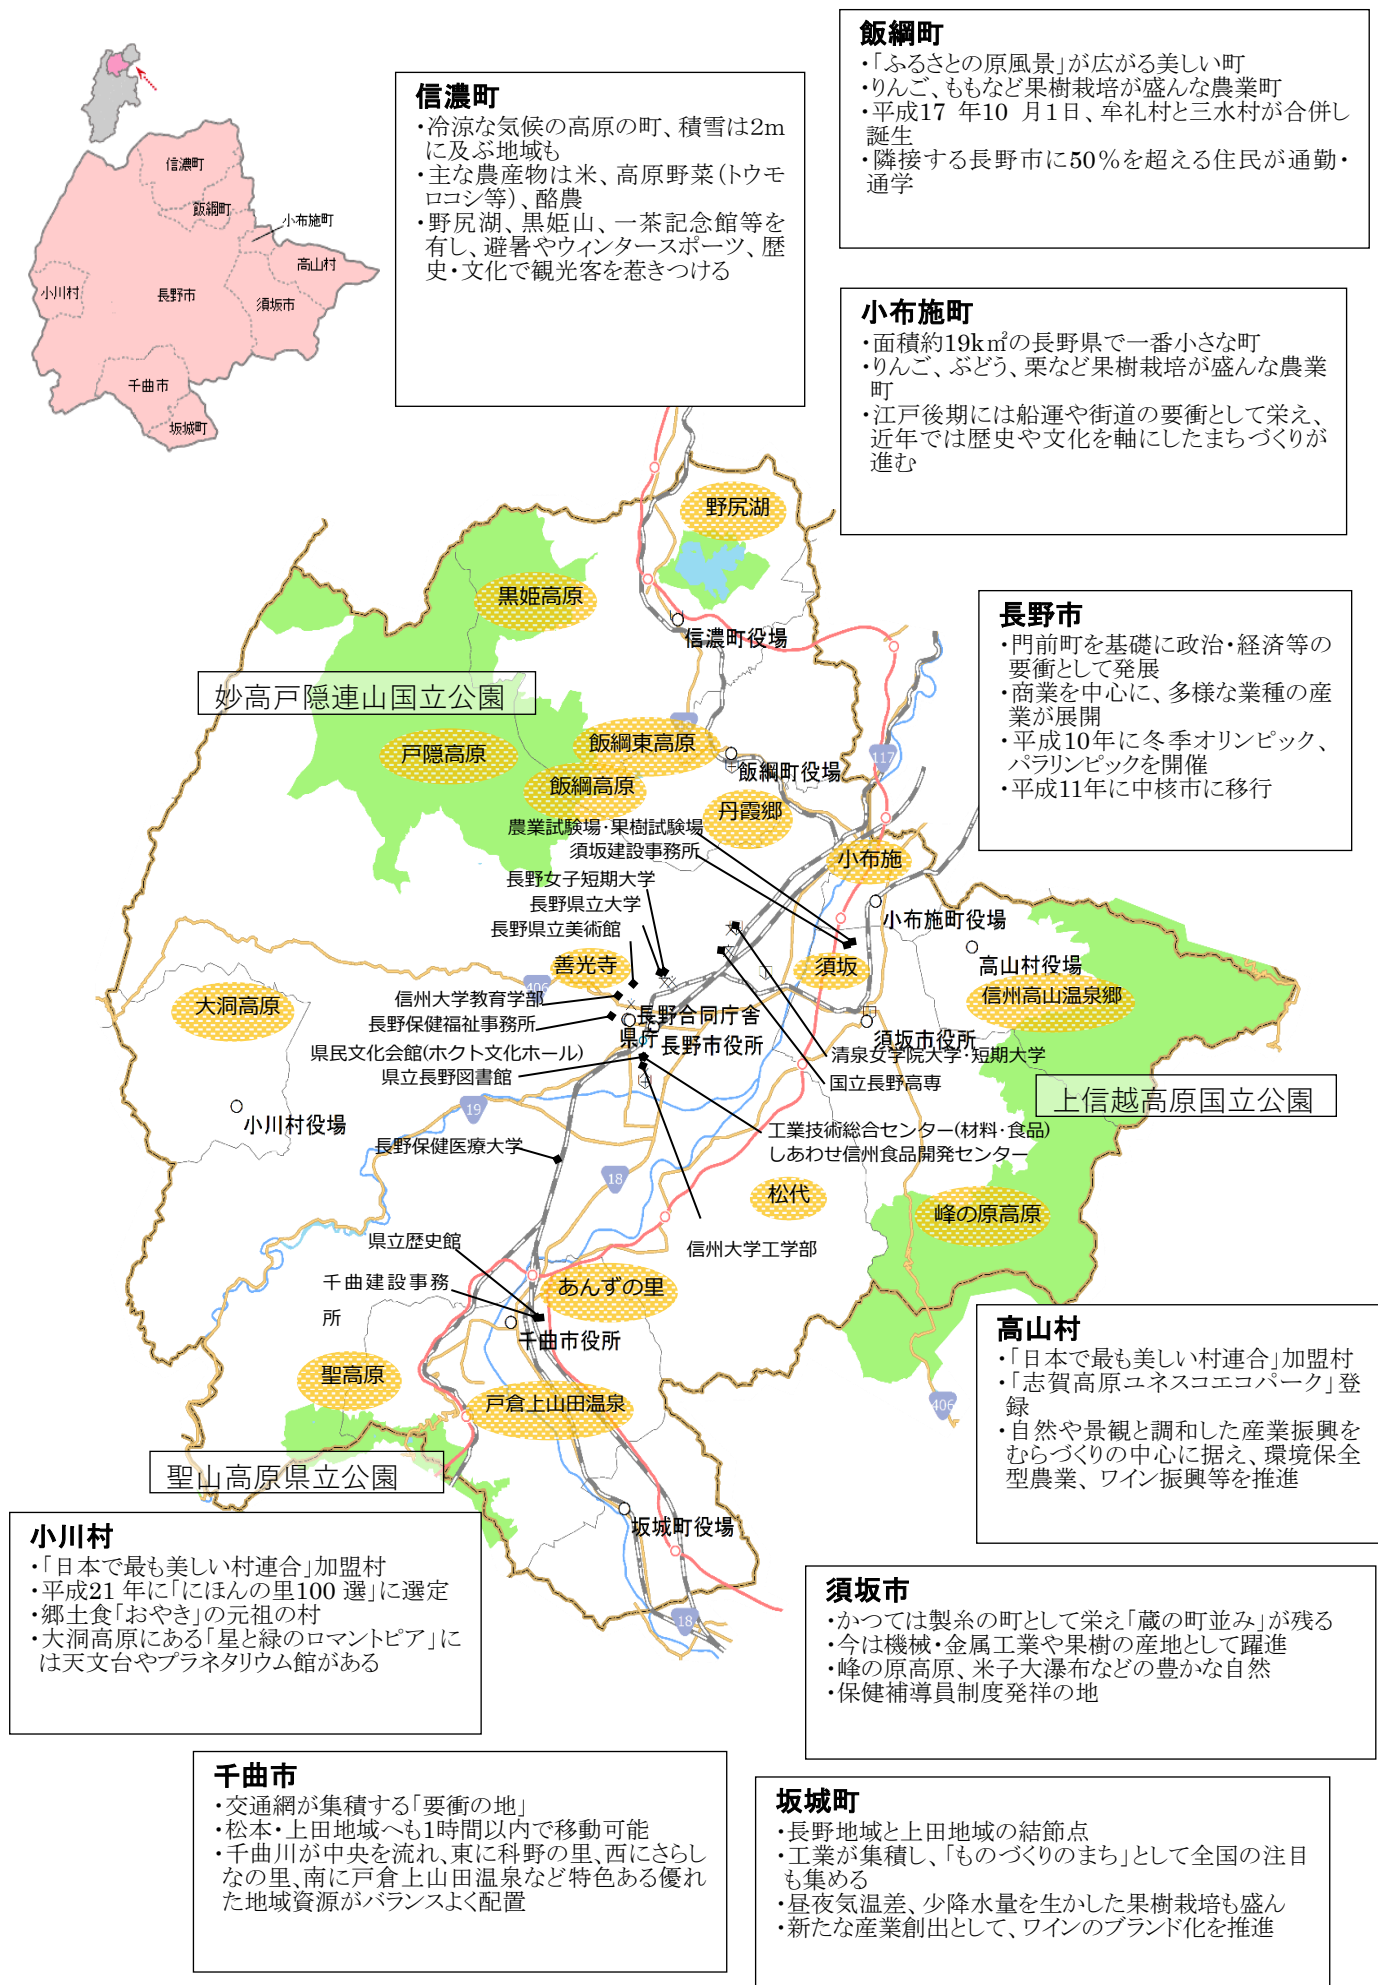 飯綱町
・「ふるさとの原風景」が広がる美しい町
・りんご、ももなど果樹栽培が盛んな農業町
・平成17 年10 月1日、牟礼村と三水村が合併し
誕生
・隣接する長野市に50％を超える住民が通勤・
通学
信濃町
・冷涼な気候の高原の町、積雪は2m
に及ぶ地域も
・主な農産物は米、高原野菜（トウモ
ロコシ等）、酪農
・野尻湖、黒姫山、一茶記念館等を
有し、避暑やウィンタースポーツ、歴
史・文化で観光客を惹きつける
信濃町
飯綱町
小布施町
高山村
小川村
長野市
須坂市
千曲市
坂城町
小布施町
・面積約19k㎡の長野県で一番小さな町
・りんご、ぶどう、栗など果樹栽培が盛んな農業
町
・江戸後期には船運や街道の要衝として栄え、
近年では歴史や文化を軸にしたまちづくりが
進む
長野市
・門前町を基礎に政治・経済等の
要衝として発展
・商業を中心に、多様な業種の産
業が展開
・平成10年に冬季オリンピック、
パラリンピックを開催
・平成11年に中核市に移行
野尻湖
黒姫高原
信濃町役場
妙高戸隠連山国立公園
戸隠高原
飯綱東高原
飯綱高原
飯綱町役場
117
丹霞郷
農業試験場・果樹試験場
須坂建設事務所
小布施
長野女子短期大学
長野県立大学
長野県立美術館
小布施町役場
高山村役場
善光寺
須坂
信州高山温泉郷
大洞高原
406
信州大学教育学部
長野保健福祉事務所
長野合同庁舎
県庁
長野市役所
須坂市役所
県民文化会館(ホクト文化ホール)
県立長野図書館
清泉女学院大学・短期大学
国立長野高専
上信越高原国立公園
19
小川村役場
長野保健医療大学
工業技術総合センター(材料・食品)
しあわせ信州食品開発センター
18
松代
峰の原高原
信州大学工学部
県立歴史館
千曲建設事務
所
あんずの里
千曲市役所
聖高原
戸倉上山田温泉
406
聖山高原県立公園
坂城町役場
18
高山村
・「日本で最も美しい村連合」加盟村
・「志賀高原ユネスコエコパーク」登
録
・自然や景観と調和した産業振興を
むらづくりの中心に据え、環境保全
型農業、ワイン振興等を推進
小川村
・「日本で最も美しい村連合」加盟村
・平成21 年に「にほんの里100 選」に選定
・郷土食「おやき」の元祖の村
・大洞高原にある「星と緑のロマントピア」に
は天文台やプラネタリウム館がある
須坂市
・かつては製糸の町として栄え「蔵の町並み」が残る
・今は機械・金属工業や果樹の産地として躍進
・峰の原高原、米子大瀑布などの豊かな自然
・保健補導員制度発祥の地
千曲市
・交通網が集積する「要衝の地」
・松本・上田地域へも1時間以内で移動可能
・千曲川が中央を流れ、東に科野の里、西にさらし
なの里、南に戸倉上山田温泉など特色ある優れ
た地域資源がバランスよく配置
坂城町
・長野地域と上田地域の結節点
・工業が集積し、「ものづくりのまち」として全国の注目
も集める
・昼夜気温差、少降水量を生かした果樹栽培も盛ん
・新たな産業創出として、ワインのブランド化を推進